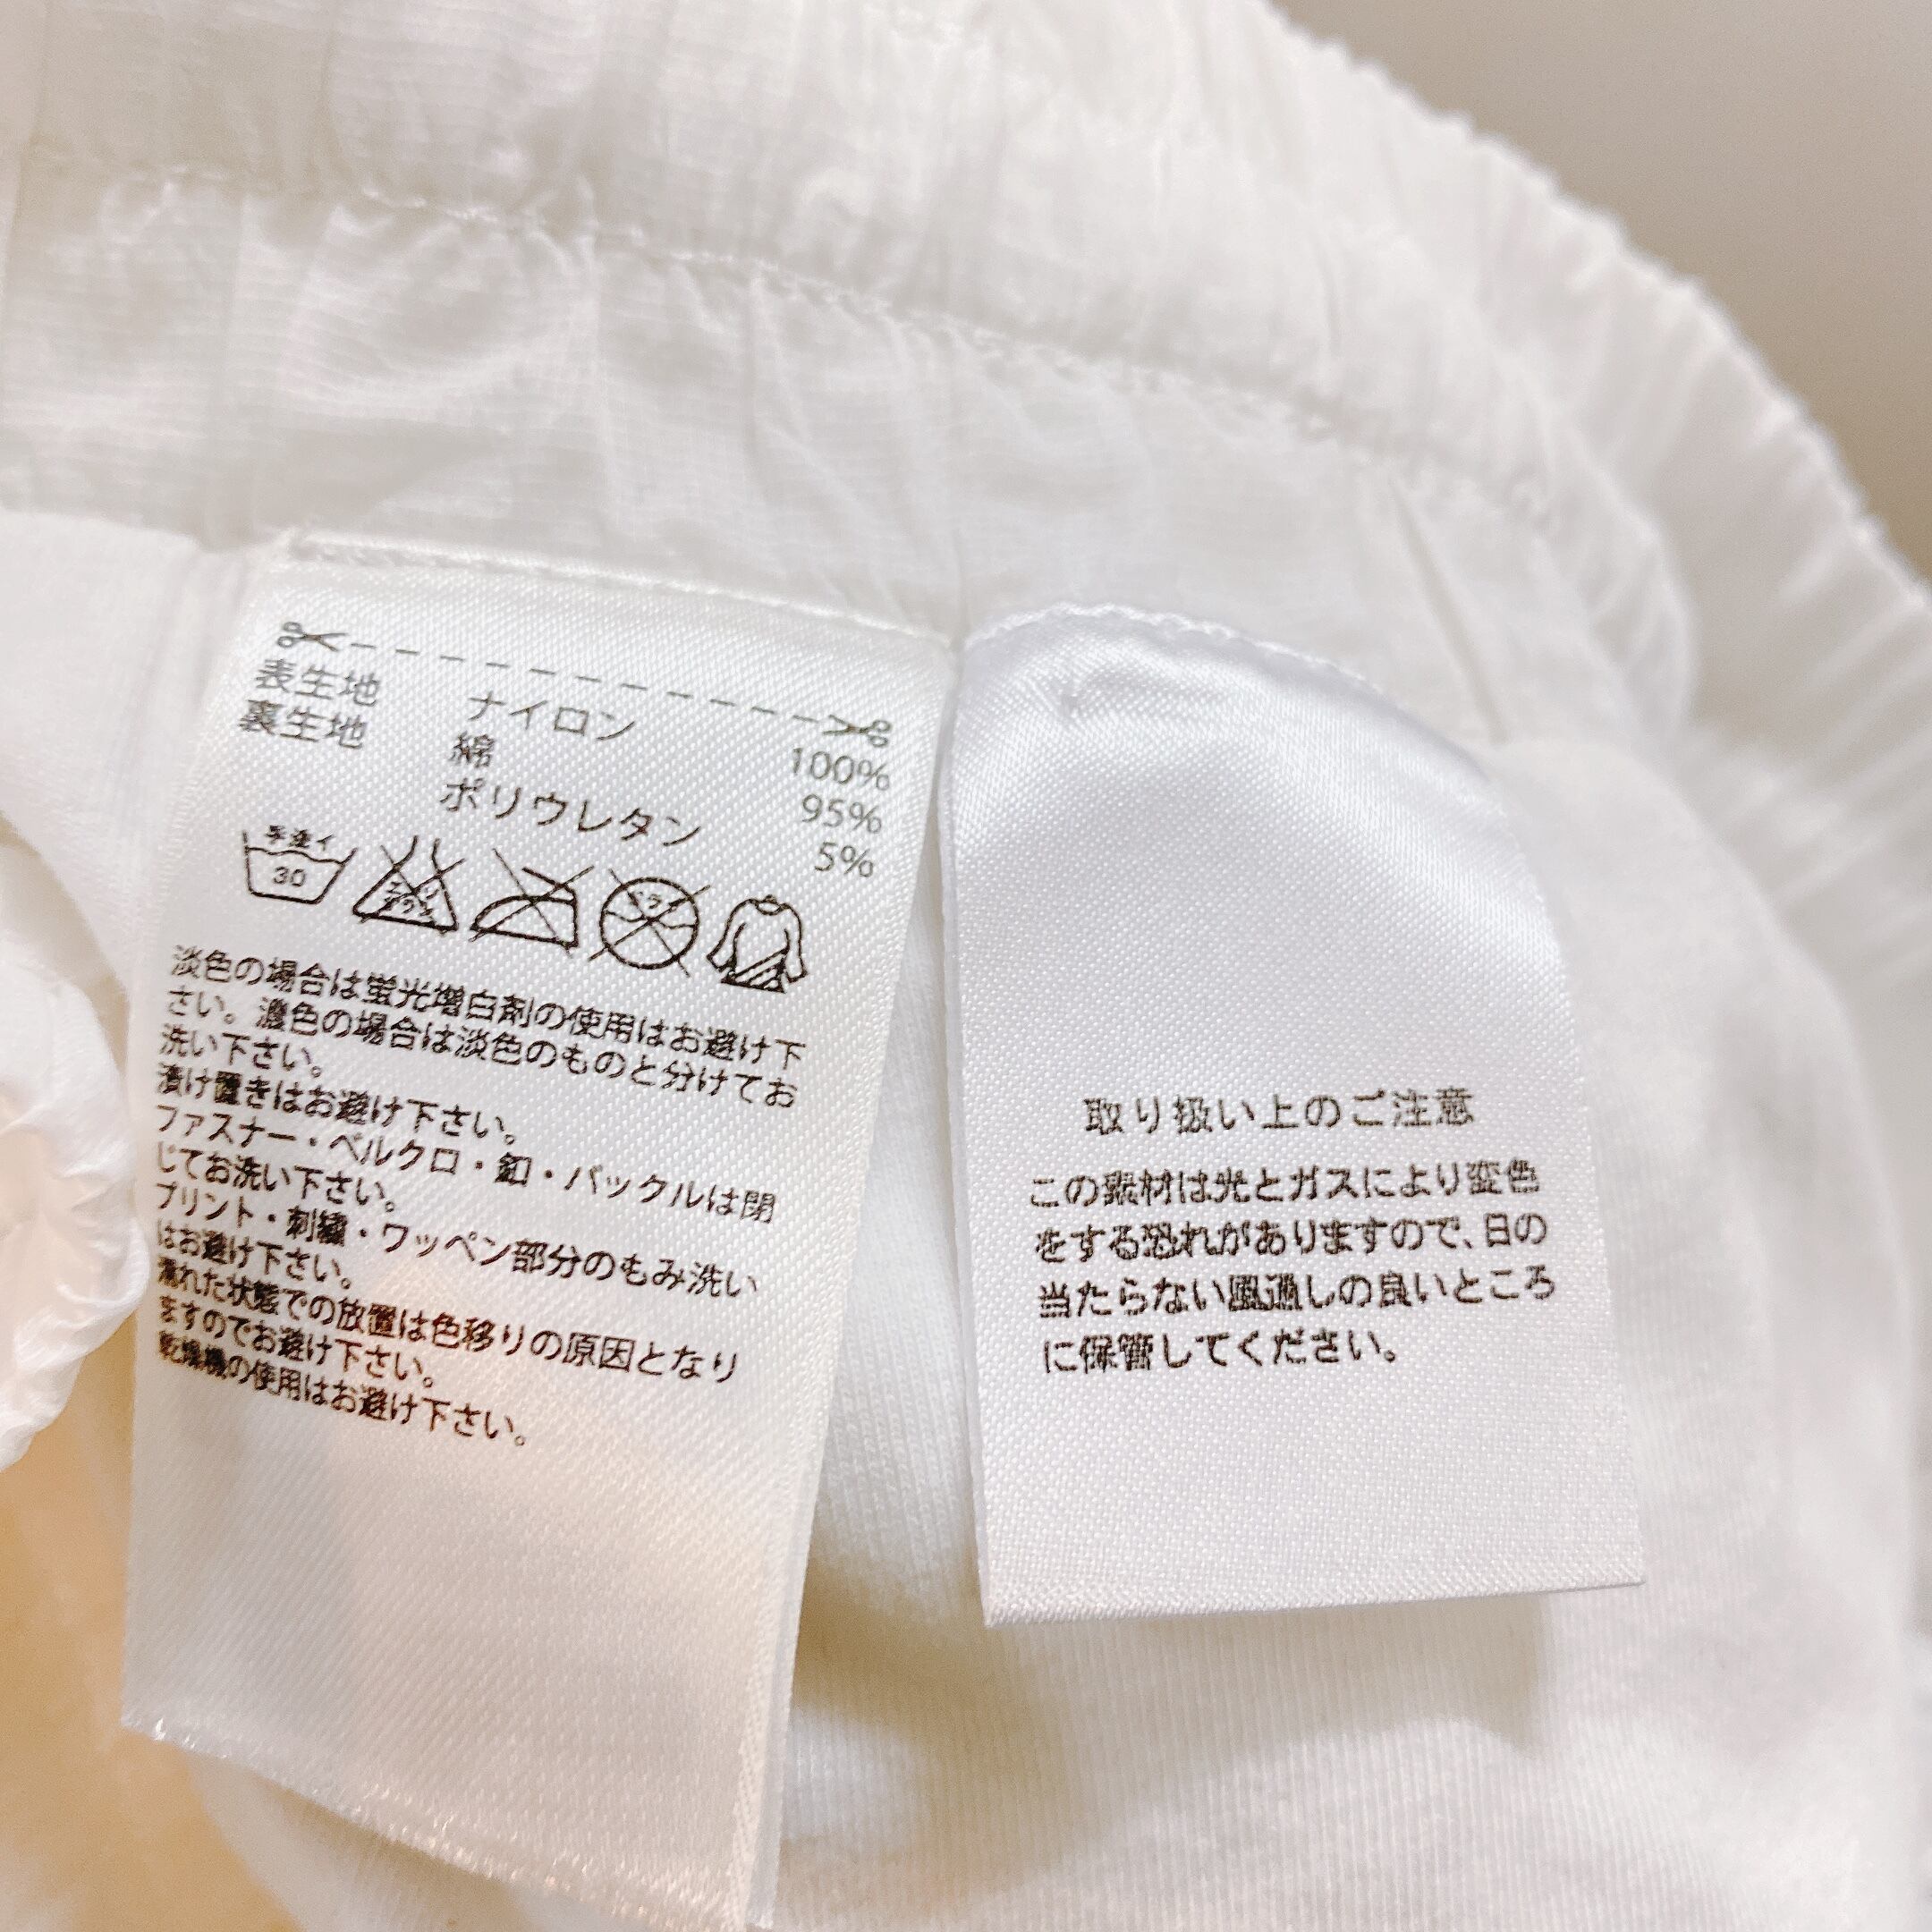 表生地 ナイロン 100%
裏生地 綿 95%
ポリウレタン 5%
手洗イ
30
淡色の場合は蛍光増白剤の使用はお避け下
さい。濃色の場合は淡色のものと分けてお
洗い下さい。
漬け置きはお避け下さい。
ファスナー・ベルクロ・釦・バックルは閉
じてお洗い下さい。
プリント・刺繍・ワッペン部分のもみ洗い
はお避け下さい。
濡れた状態での放置は色移りの原因となり
ますのでお避け下さい。
乾燥機の使用はお避け下さい。
取り扱い上のご注意
この素材は光とガスにより変色
をする恐れがありますので、日の
当たらない風通しの良いところ
に保管してください。